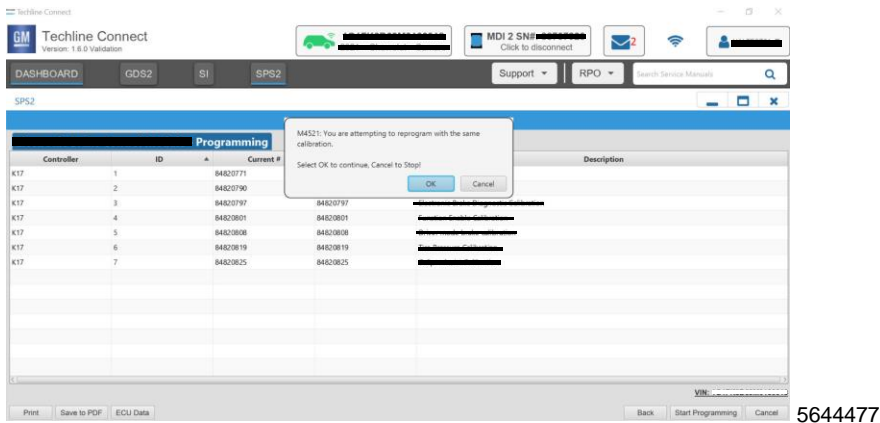 Techline Connect
GM Techline Connect
Version: 1.6.0 Validation
MDI 2 SN#
Click to disconnect
2
DASHBOARD GDS2 SI SPS2 Support RPO Search Service Manuals
SPS2
Programming
M4521: You are attempting to reprogram with the same
calibration.
Select OK to continue, Cancel to Stop!
OK Cancel
Controller ID Current # Description
K17 1 84820771
K17 2 84820790
K17 3 84820797 84820797
K17 4 84820801 84820801
K17 5 84820808 84820808
K17 6 84820819 84820819
K17 7 84820825 84820825
VIN:
Print Save to PDF ECU Data Back Start Programming Cancel
5644477